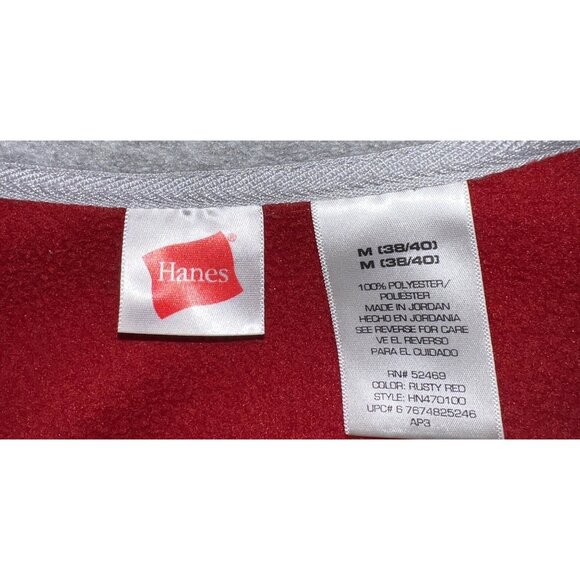 Hanes®
M (38/40)
M (38/40)
100% POLYESTER/
POLIESTER
MADE IN JORDAN
HECHO EN JORDANIA
SEE REVERSE FOR CARE
VE EL REVERSO
PARA EL CUIDADO
RN# 52469
COLOR: RUSTY RED
STYLE: HN470100
UPC# 6 7674825246
AP3